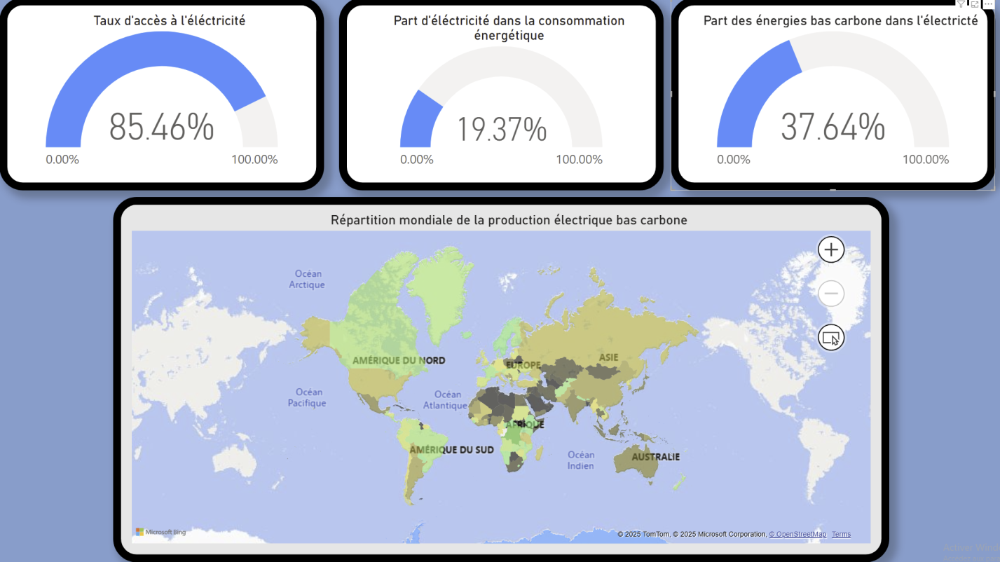 Taux d'accès à l'éléctricité
85.46%
0.00%
100.00%
Part d'éléctricité dans la consommation
énergétique
19.37%
0.00%
100.00%
Part des énergies bas carbone dans l'électricté
37.64%
0.00%
100.00%
Répartition mondiale de la production électrique bas carbone
Océan
Arctique
AMÉRIQUE DU NORD
EUROPE
ASIE
Océan
Pacifique
Océan
Atlantique
AFRIQUE
AMÉRIQUE DU SUD
Océan
Indien
AUSTRALIE
Microsoft Bing
© 2025 TomTom, © 2025 Microsoft Corporation, © OpenStreetMap Terms
Activer Wind